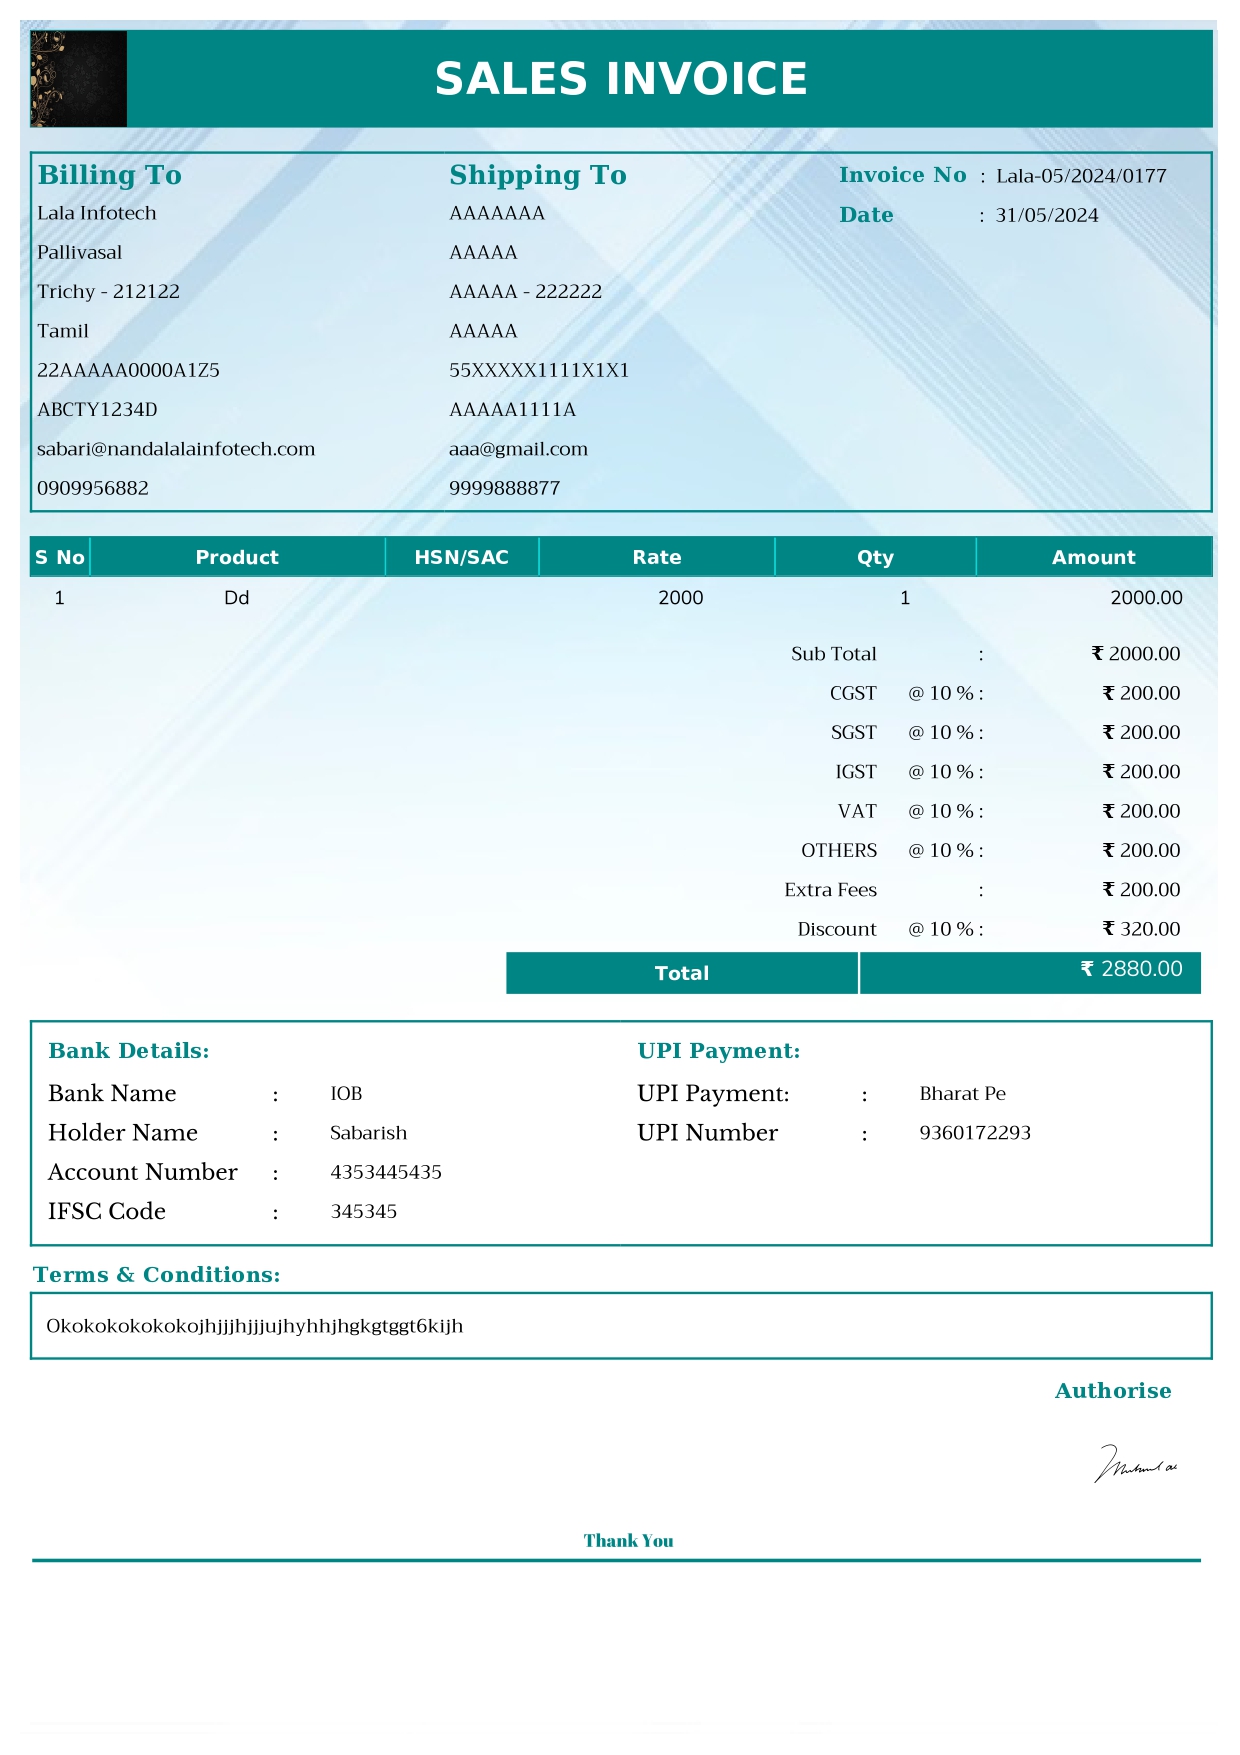 SALES INVOICE
Billing To
Lala Infotech
Pallivasal
Trichy - 212122
Tamil
22AAAAA0000A1Z5
ABCTY1234D
sabari@nandalalainfotech.com
0909956882
Shipping To
AAAAAAA
AAAAA
AAAAA - 222222
AAAAA
55XXXXX1111X1X1
AAAAA1111A
aaa@gmail.com
9999888877
Invoice No : Lala-05/2024/0177
Date : 31/05/2024
S No Product HSN/SAC Rate Qty Amount
1 Dd 2000 1 2000.00
Sub Total : ₹ 2000.00
CGST @ 10 % : ₹ 200.00
SGST @ 10 % : ₹ 200.00
IGST @ 10 % : ₹ 200.00
VAT @ 10 % : ₹ 200.00
OTHERS @ 10 % : ₹ 200.00
Extra Fees : ₹ 200.00
Discount @ 10 % : ₹ 320.00
Total ₹ 2880.00
Bank Details:
Bank Name : IOB
Holder Name : Sabarish
Account Number : 4353445435
IFSC Code : 345345
UPI Payment:
UPI Payment: : Bharat Pe
UPI Number : 9360172293
Terms & Conditions:
Okokokokokokojhjjjhjjjujhyhhjhgkgtggt6kijh
Authorise
Thank You